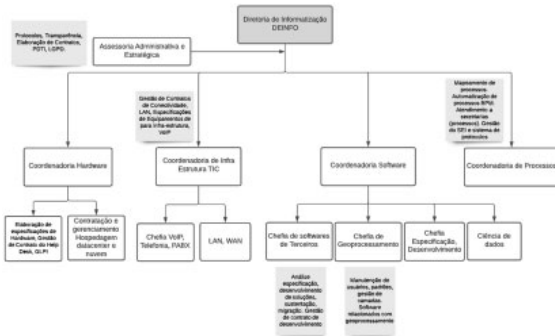 Diretoria de Informatização
DEINFO
Protocolos, Transparência,
Elaboração de Contratos,
PDTI, LGPD.
Assessoria Administrativa e
Estratégica
Gestão de Contratos de
Conectividade,
LAN, Especificações
de Equipamentos de
para infra-estrutura,
VoIP
Mapeamento de
processos.
Automatização de
processos BPM.
Atendimento a
secretarias
(processos). Gestão
do SEI e sistema de
protocolos
Coordenadoria Hardware
Coordenadoria de Infra
Estrutura TIC
Coordenadoria Software
Coordenadoria de Processos
Elaboração de
especificações de
Hardware, Gestão
de Contrato de Help
Desk, GLPI
Contratação e
gerenciamento
Hospedagem
datacenter e
nuvem
Chefia VoIP,
Telefonia, PABX
LAN, WAN
Chefia de softwares
de Terceiros
Chefia de
Geoprocessamento
Chefia
Especificação,
Desenvolvimento
Ciência de
dados
Análise
especificação,
desenvolvimento
de soluções,
sustentação,
migração. Gestão
de contrato de
desenvolvimento
Manutenção de
usuários, padrões,
gestão de
camadas.
Software
relacionados com
geoprocessamento